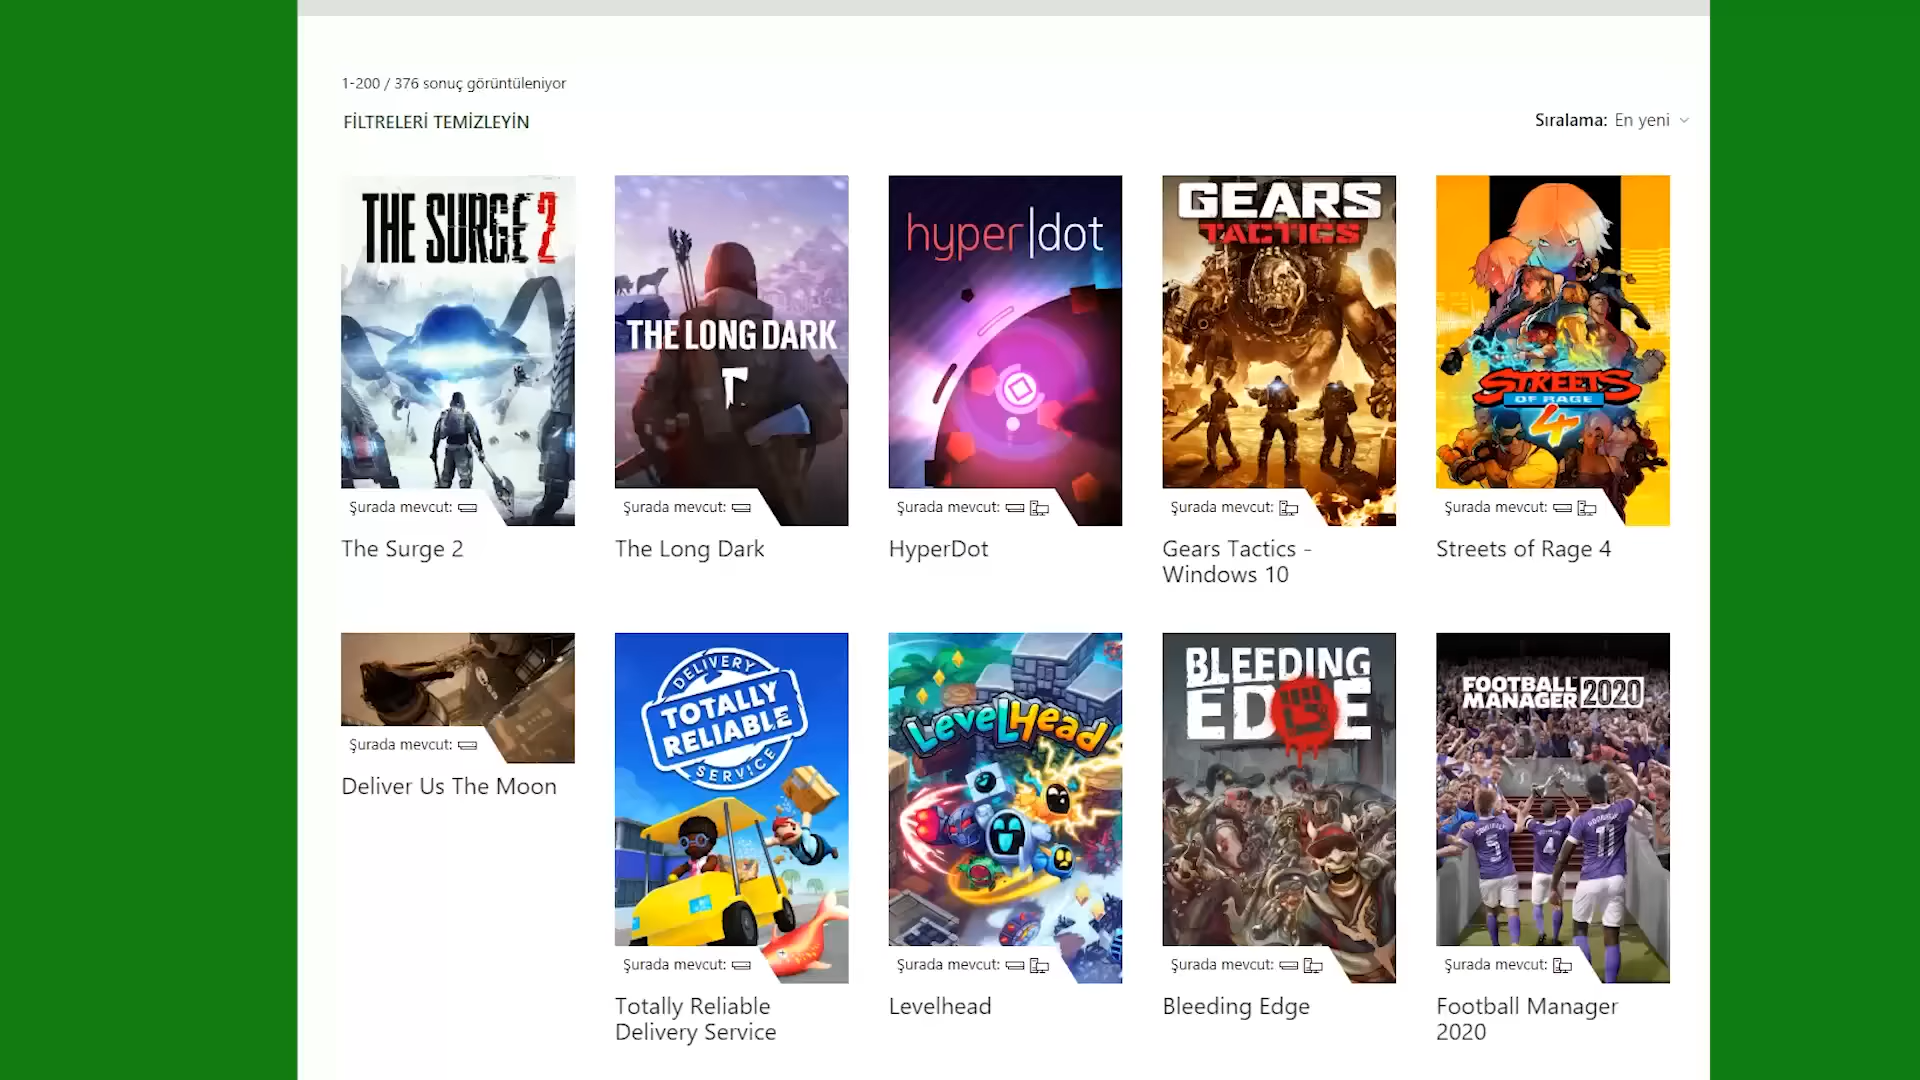 1-200 / 376 sonuç görüntüleniyor
FİLTRELERİ TEMİZLEYİN
Sıralama: En yeni
THE SURGE 2
Şurada mevcut:
The Surge 2
THE LONG DARK
Şurada mevcut:
The Long Dark
hyper|dot
Şurada mevcut:
HyperDot
GEARS
TACTICS
Şurada mevcut:
Gears Tactics -
Windows 10
STREETS
OF RAGE
4
Şurada mevcut:
Streets of Rage 4
Şurada mevcut:
Deliver Us The Moon
DELIVERY
TOTALLY
RELIABLE
SERVICE
Şurada mevcut:
Totally Reliable
Delivery Service
LevelHead
Şurada mevcut:
Levelhead
BLEEDING
EDGE
Şurada mevcut:
Bleeding Edge
FOOTBALL
MANAGER 2020
5
4
11
Şurada mevcut:
Football Manager
2020